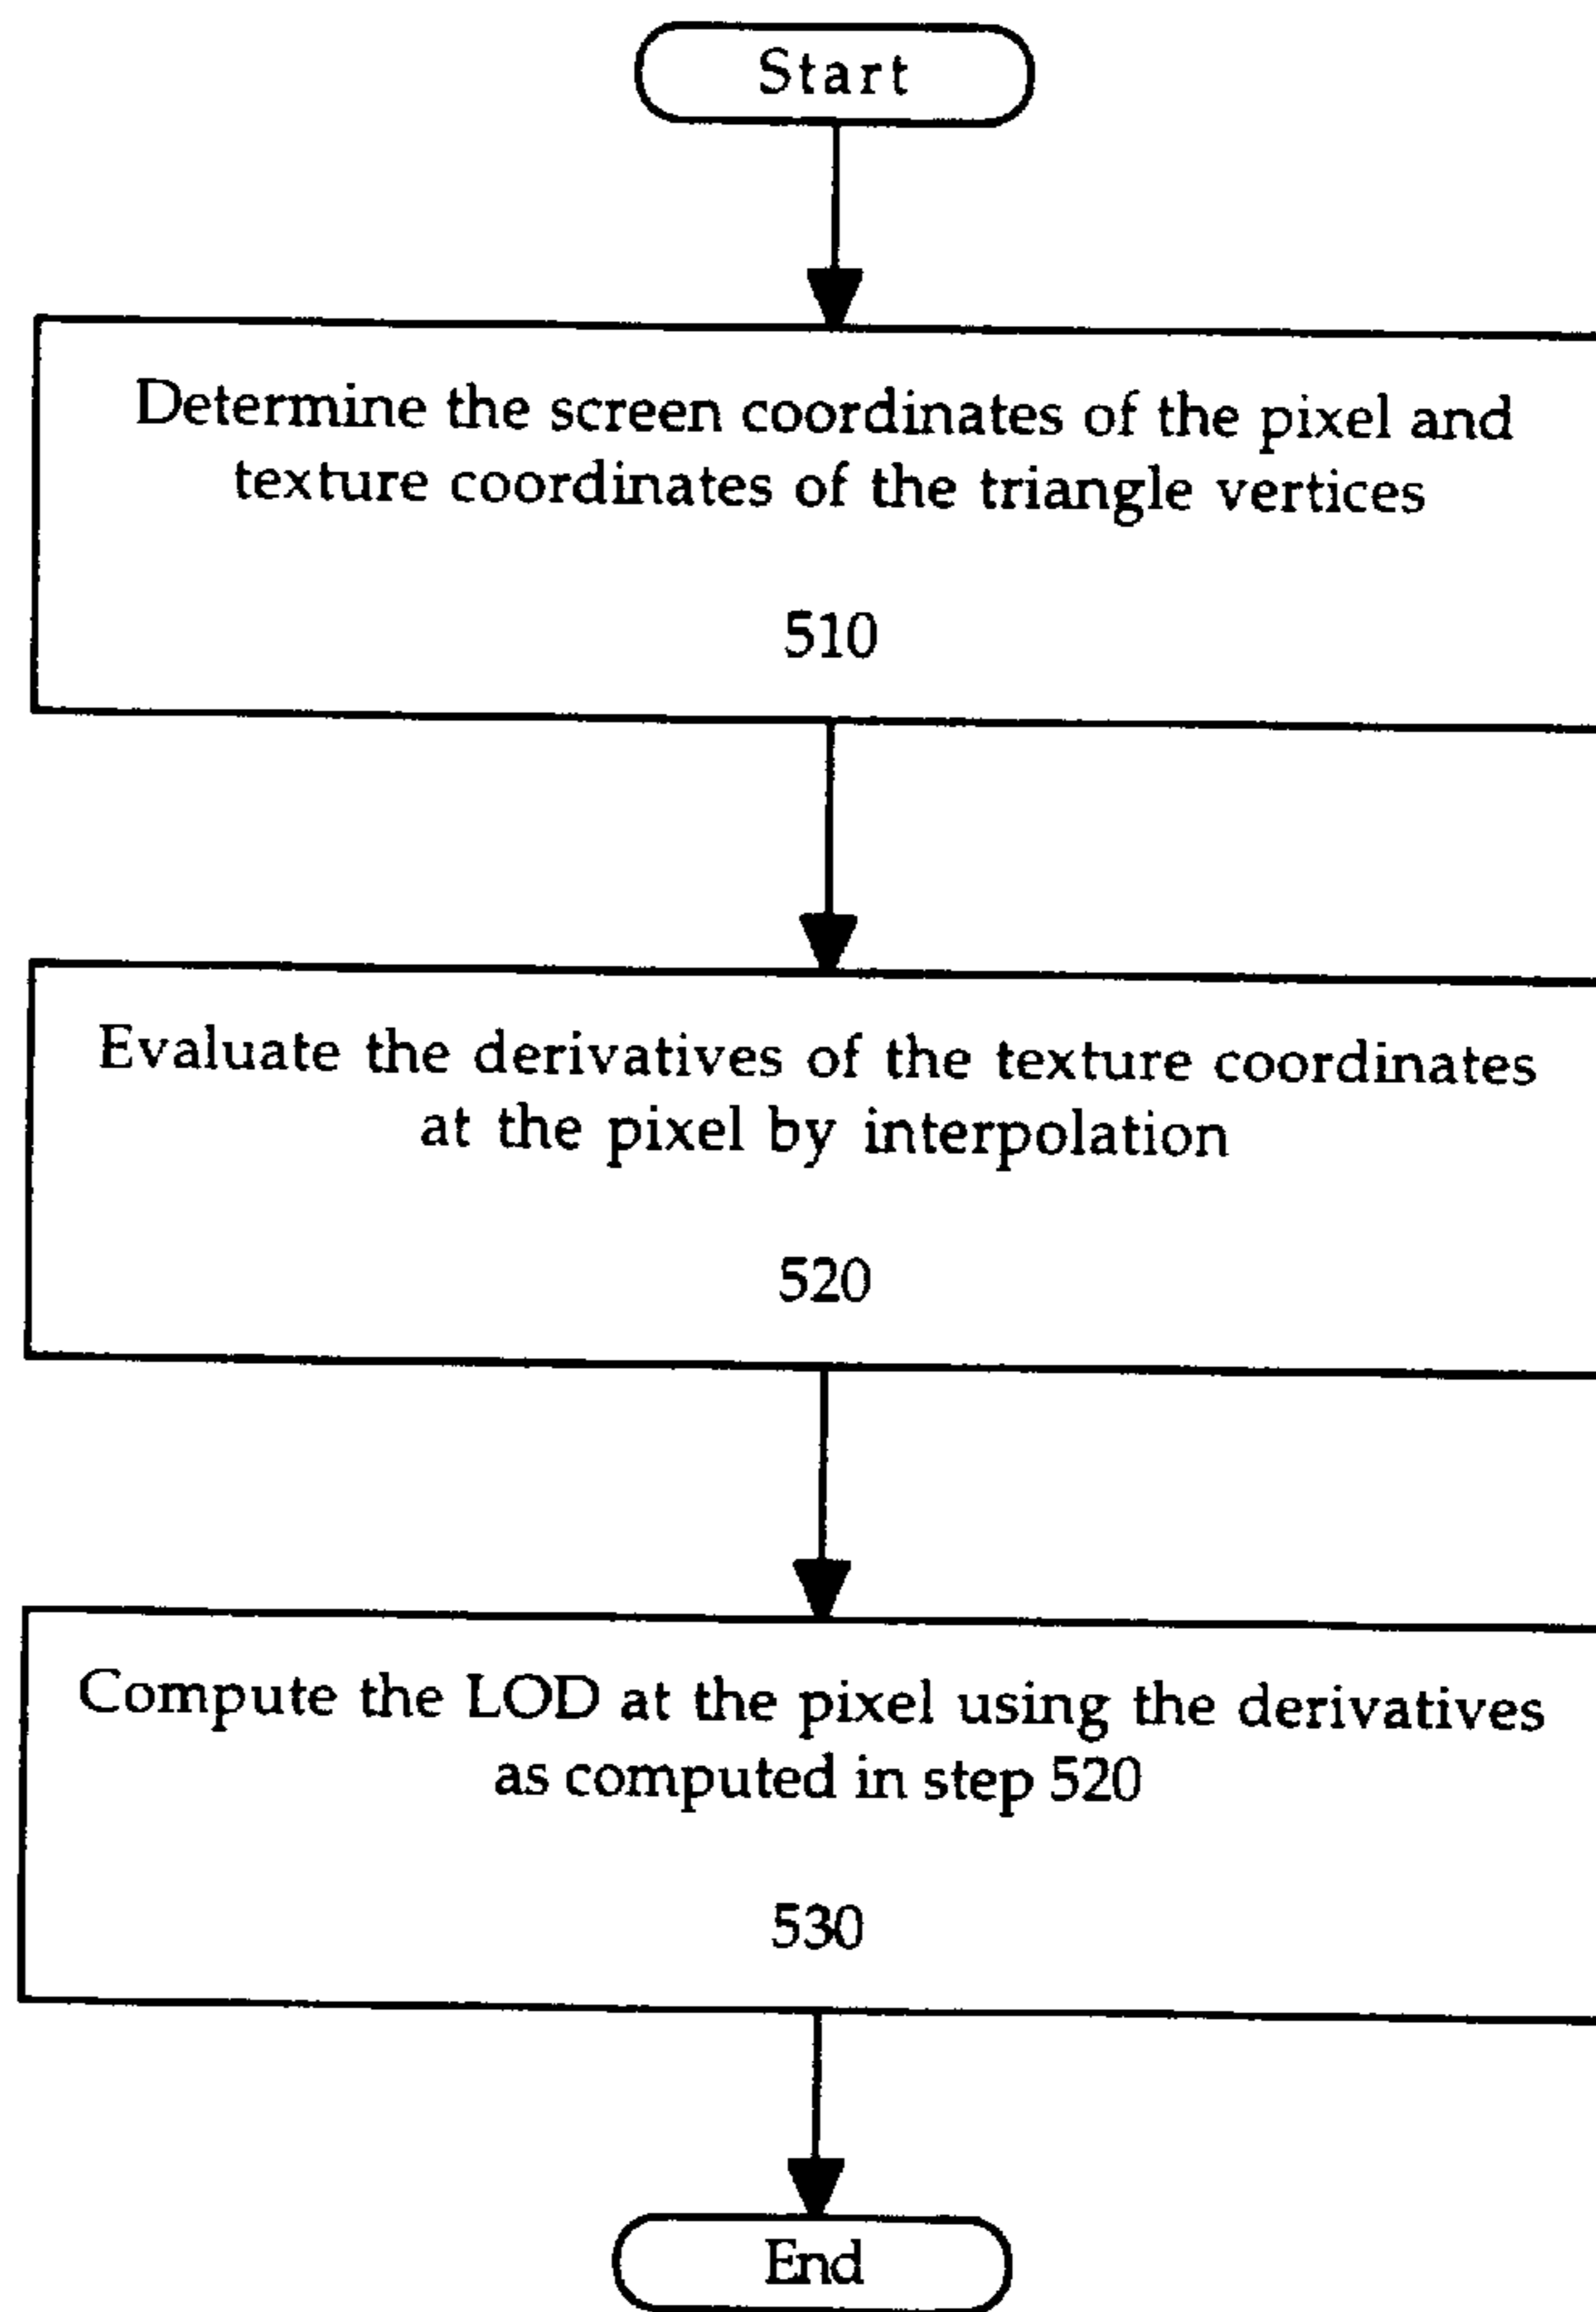 Start
Determine the screen coordinates of the pixel and
texture coordinates of the triangle vertices
510
Evaluate the derivatives of the texture coordinates
at the pixel by interpolation
520
Compute the LOD at the pixel using the derivatives
as computed in step 520
530
End